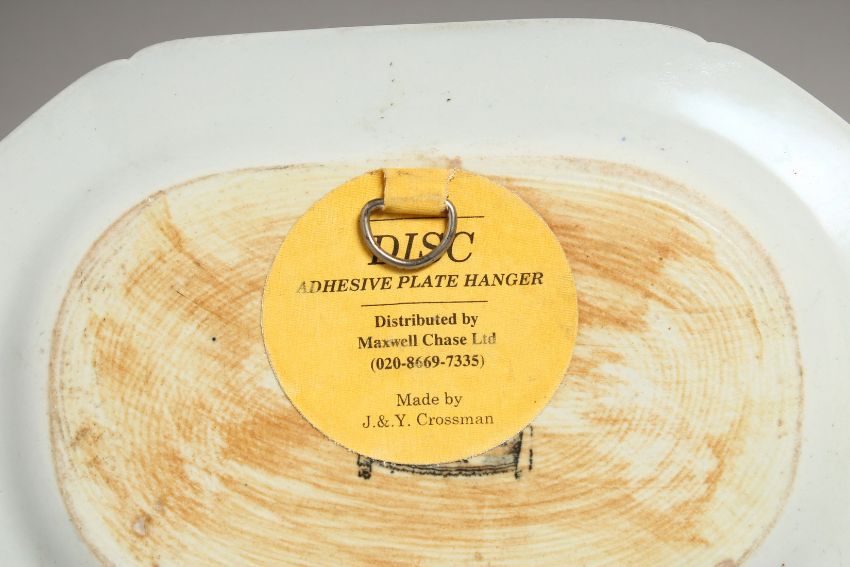 DISC
ADHESIVE PLATE HANGER
Distributed by
Maxwell Chase Ltd
(020-8669-7335)
Made by
J.&.Y. Crossman